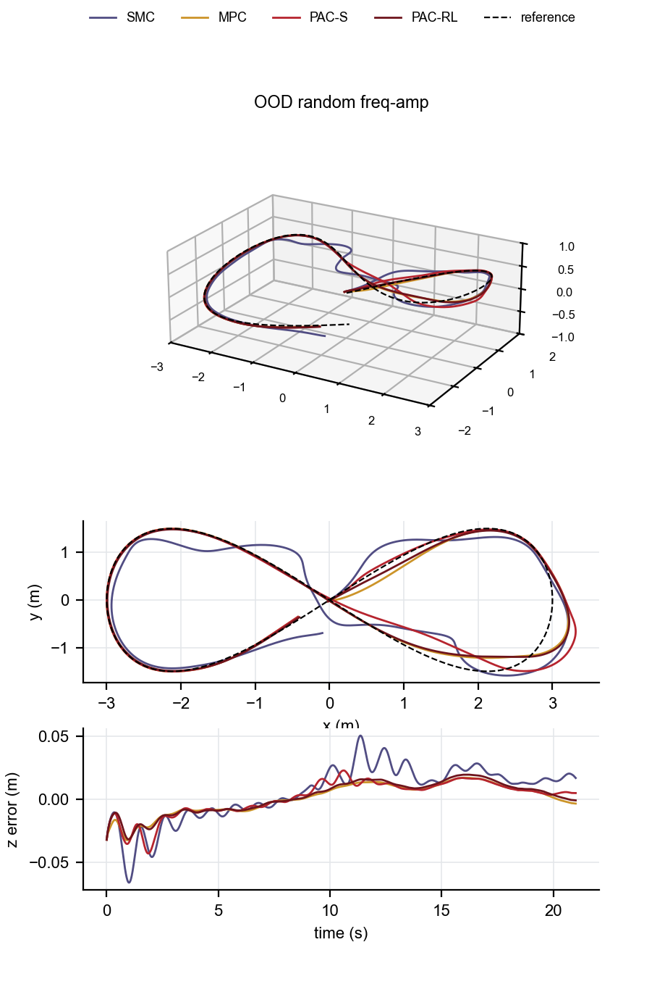 SMC MPC PAC-S PAC-RL reference
OOD random freq-amp
1.0
0.5
0.0
−0.5
−1.0
−3 −2 −1 0 1 2 3
−2 −1 0 1 2
y (m)
1
0
−1
−3 −2 −1 0 1 2 3
x (m)
z error (m)
0.05
0.00
−0.05
0 5 10 15 20
time (s)